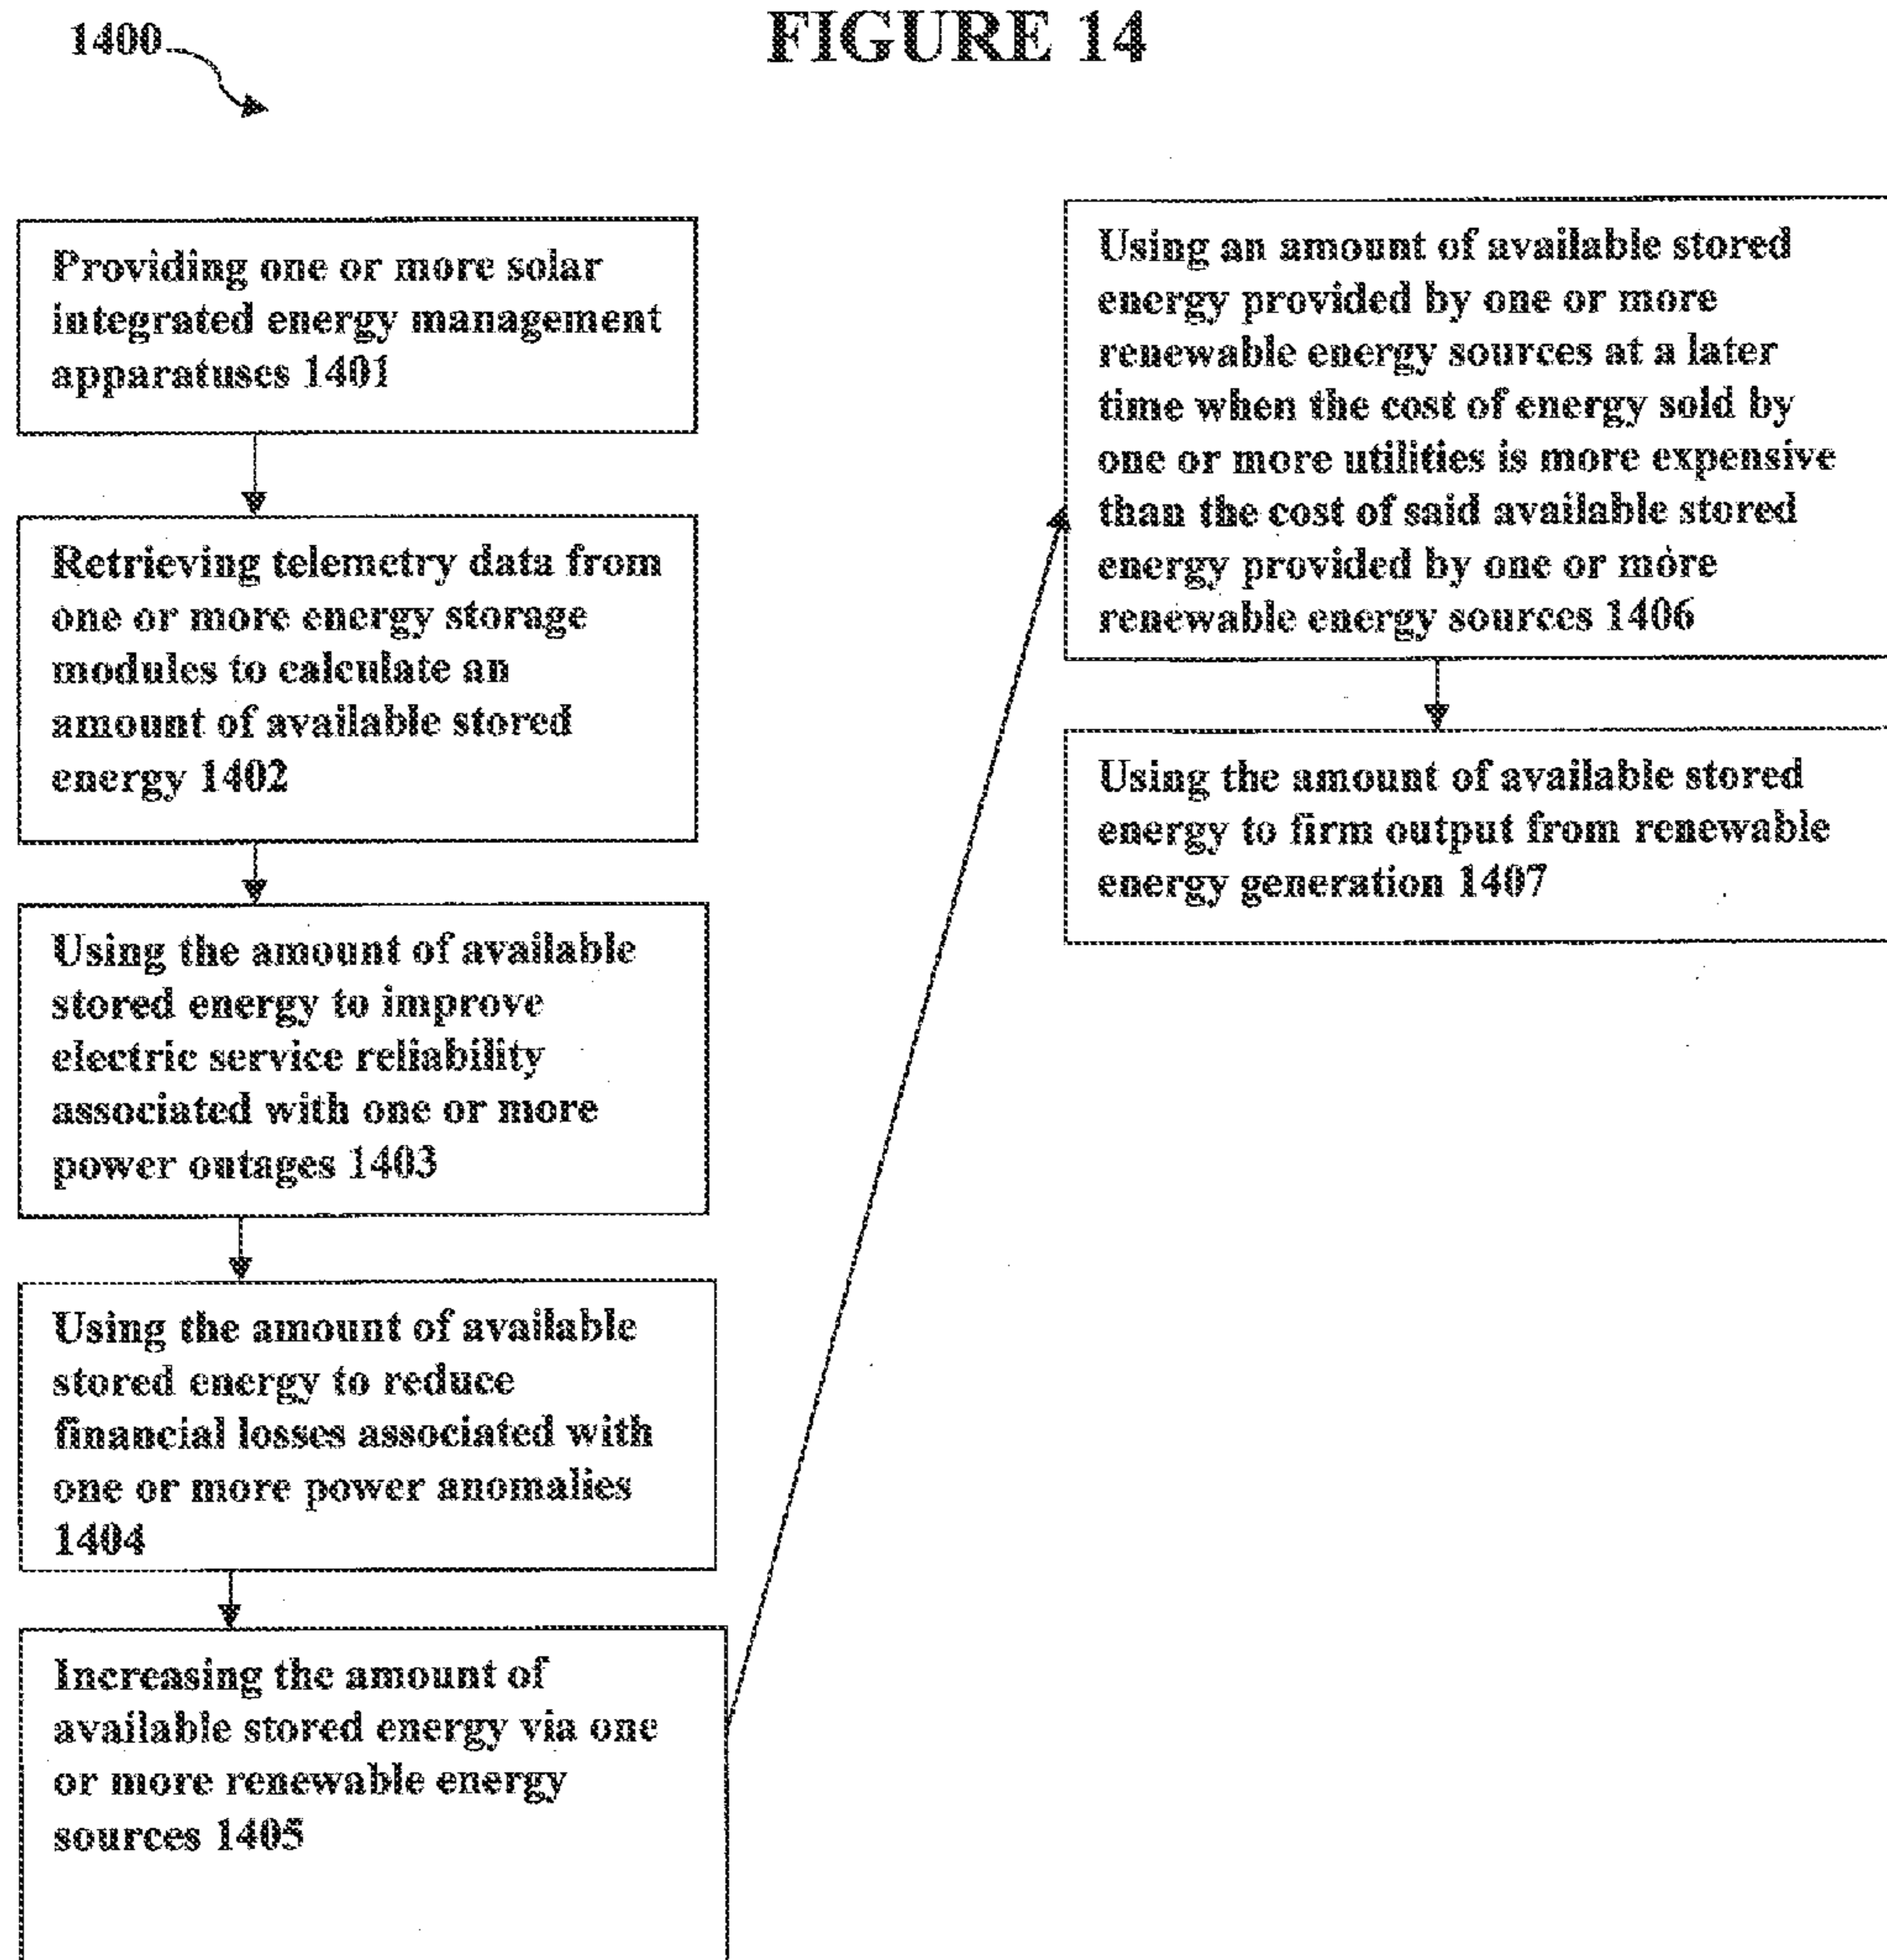 1400
FIGURE 14
Providing one or more solar
integrated energy management
apparatuses 1401
Retrieving telemetry data from
one or more energy storage
modules to calculate an
amount of available stored
energy 1402
Using the amount of available
stored energy to improve
electric service reliability
associated with one or more
power outages 1403
Using the amount of available
stored energy to reduce
financial losses associated with
one or more power anomalies
1404
Increasing the amount of
available stored energy via one
or more renewable energy
sources 1405
Using an amount of available stored
energy provided by one or more
renewable energy sources at a later
time when the cost of energy sold by
one or more utilities is more expensive
than the cost of said available stored
energy provided by one or more
renewable energy sources 1406
Using the amount of available stored
energy to firm output from renewable
energy generation 1407